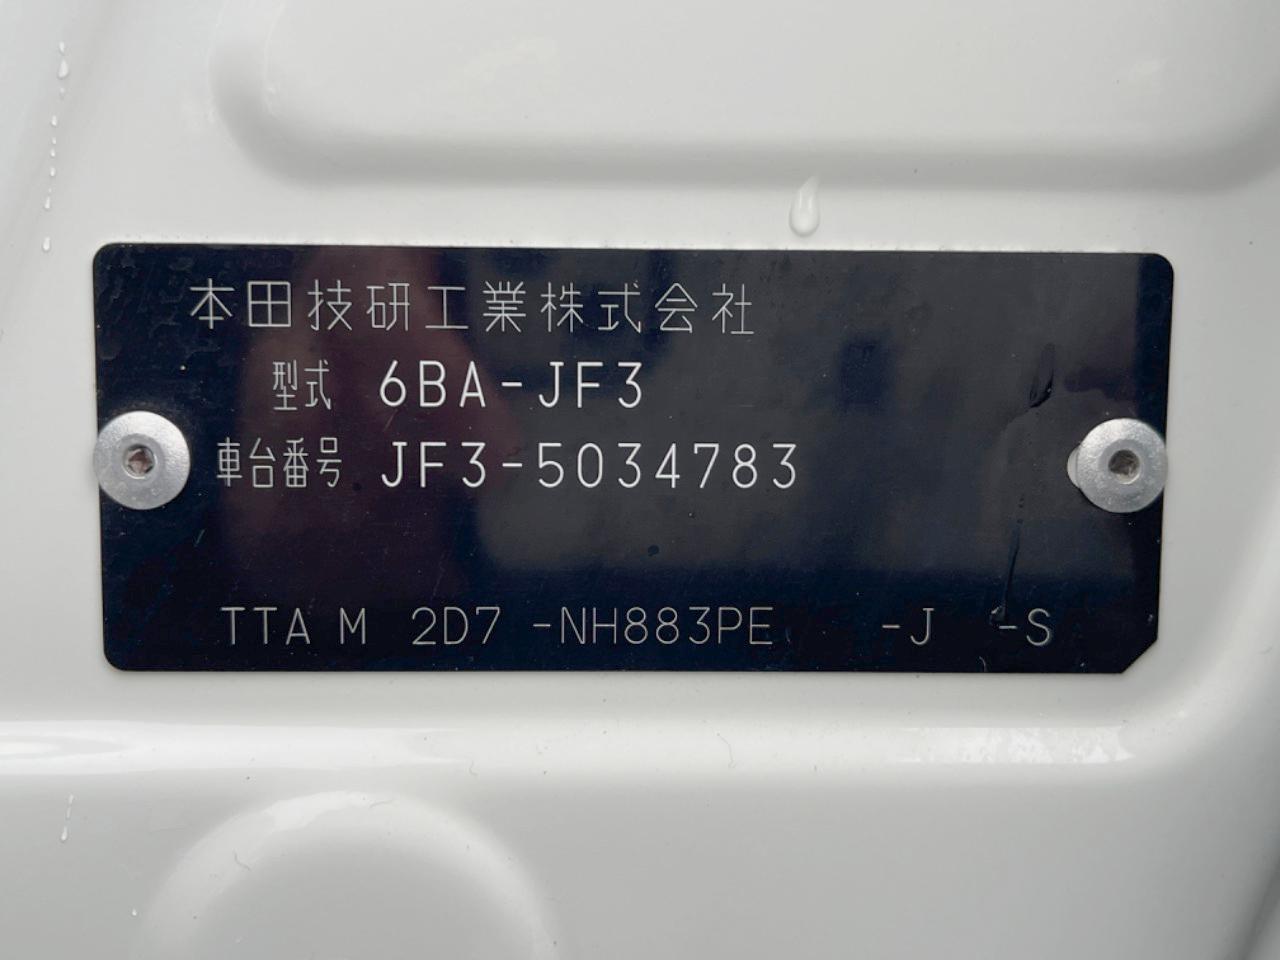 本田技研工業株式会社
型式 6BA-JF3
車台番号 JF3-5034783
TTA M 2D7 -NH883PE -J -S